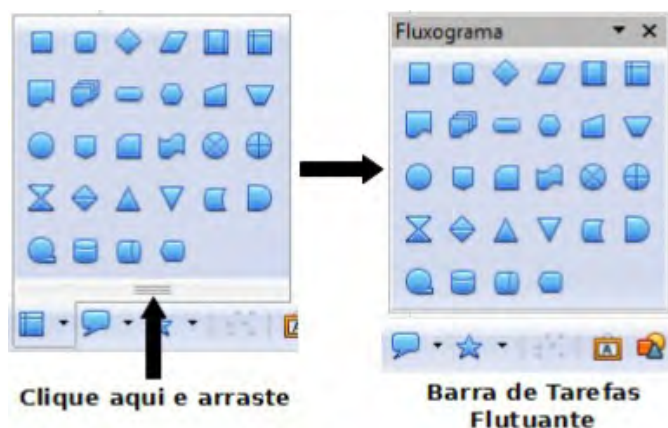 Fluxograma
A
Clique aqui e arraste
Barra de Tarefas
Flutuante